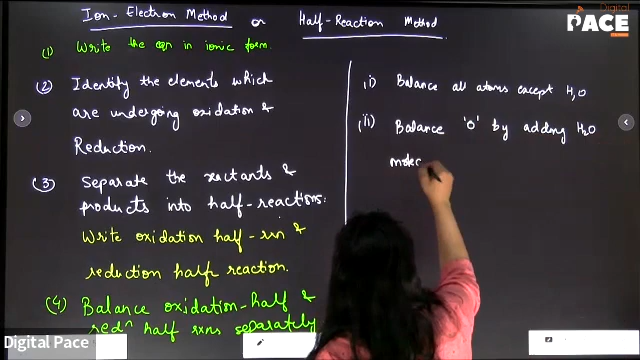 Ion-Electron Method or Half-Reaction Method
(1) Write the eqn in ionic form.
(2) Identify the elements which
are undergoing oxidation &
Reduction.
(3) Separate the reactants &
products into half-reactions:
Write oxidation half-rxn &
reduction half reaction.
(4) Balance oxidation-half &
redn half rxns separately
(i) Balance all atoms except H,O
(ii) Balance 'O' by adding H2O
molec
Digital
PACE
Digital Pace